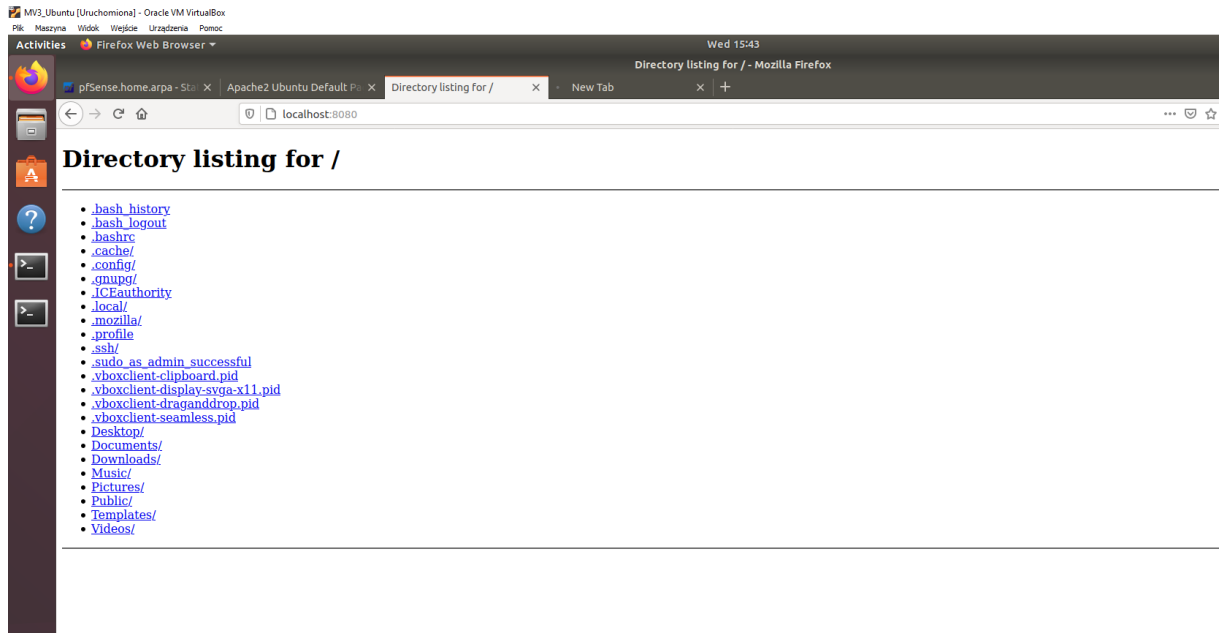 MV3_Ubuntu [Uruchomiona] - Oracle VM VirtualBox
Plik Maszyna Widok Wejście Urządzenia Pomoc
Activities Firefox Web Browser Wed 15:43
Directory listing for / - Mozilla Firefox
pfSense.home.arpa - Sta Apache2 Ubuntu Default Pa Directory listing for / New Tab
localhost:8080
Directory listing for /
.bash_history
.bash_logout
.bashrc
.cache/
.config/
.gnupg/
.ICEauthority
.local/
.mozilla/
.profile
.ssh/
.sudo_as_admin_successful
.vboxclient-clipboard.pid
.vboxclient-display-svga-x11.pid
.vboxclient-draganddrop.pid
.vboxclient-seamless.pid
Desktop/
Documents/
Downloads/
Music/
Pictures/
Public/
Templates/
Videos/